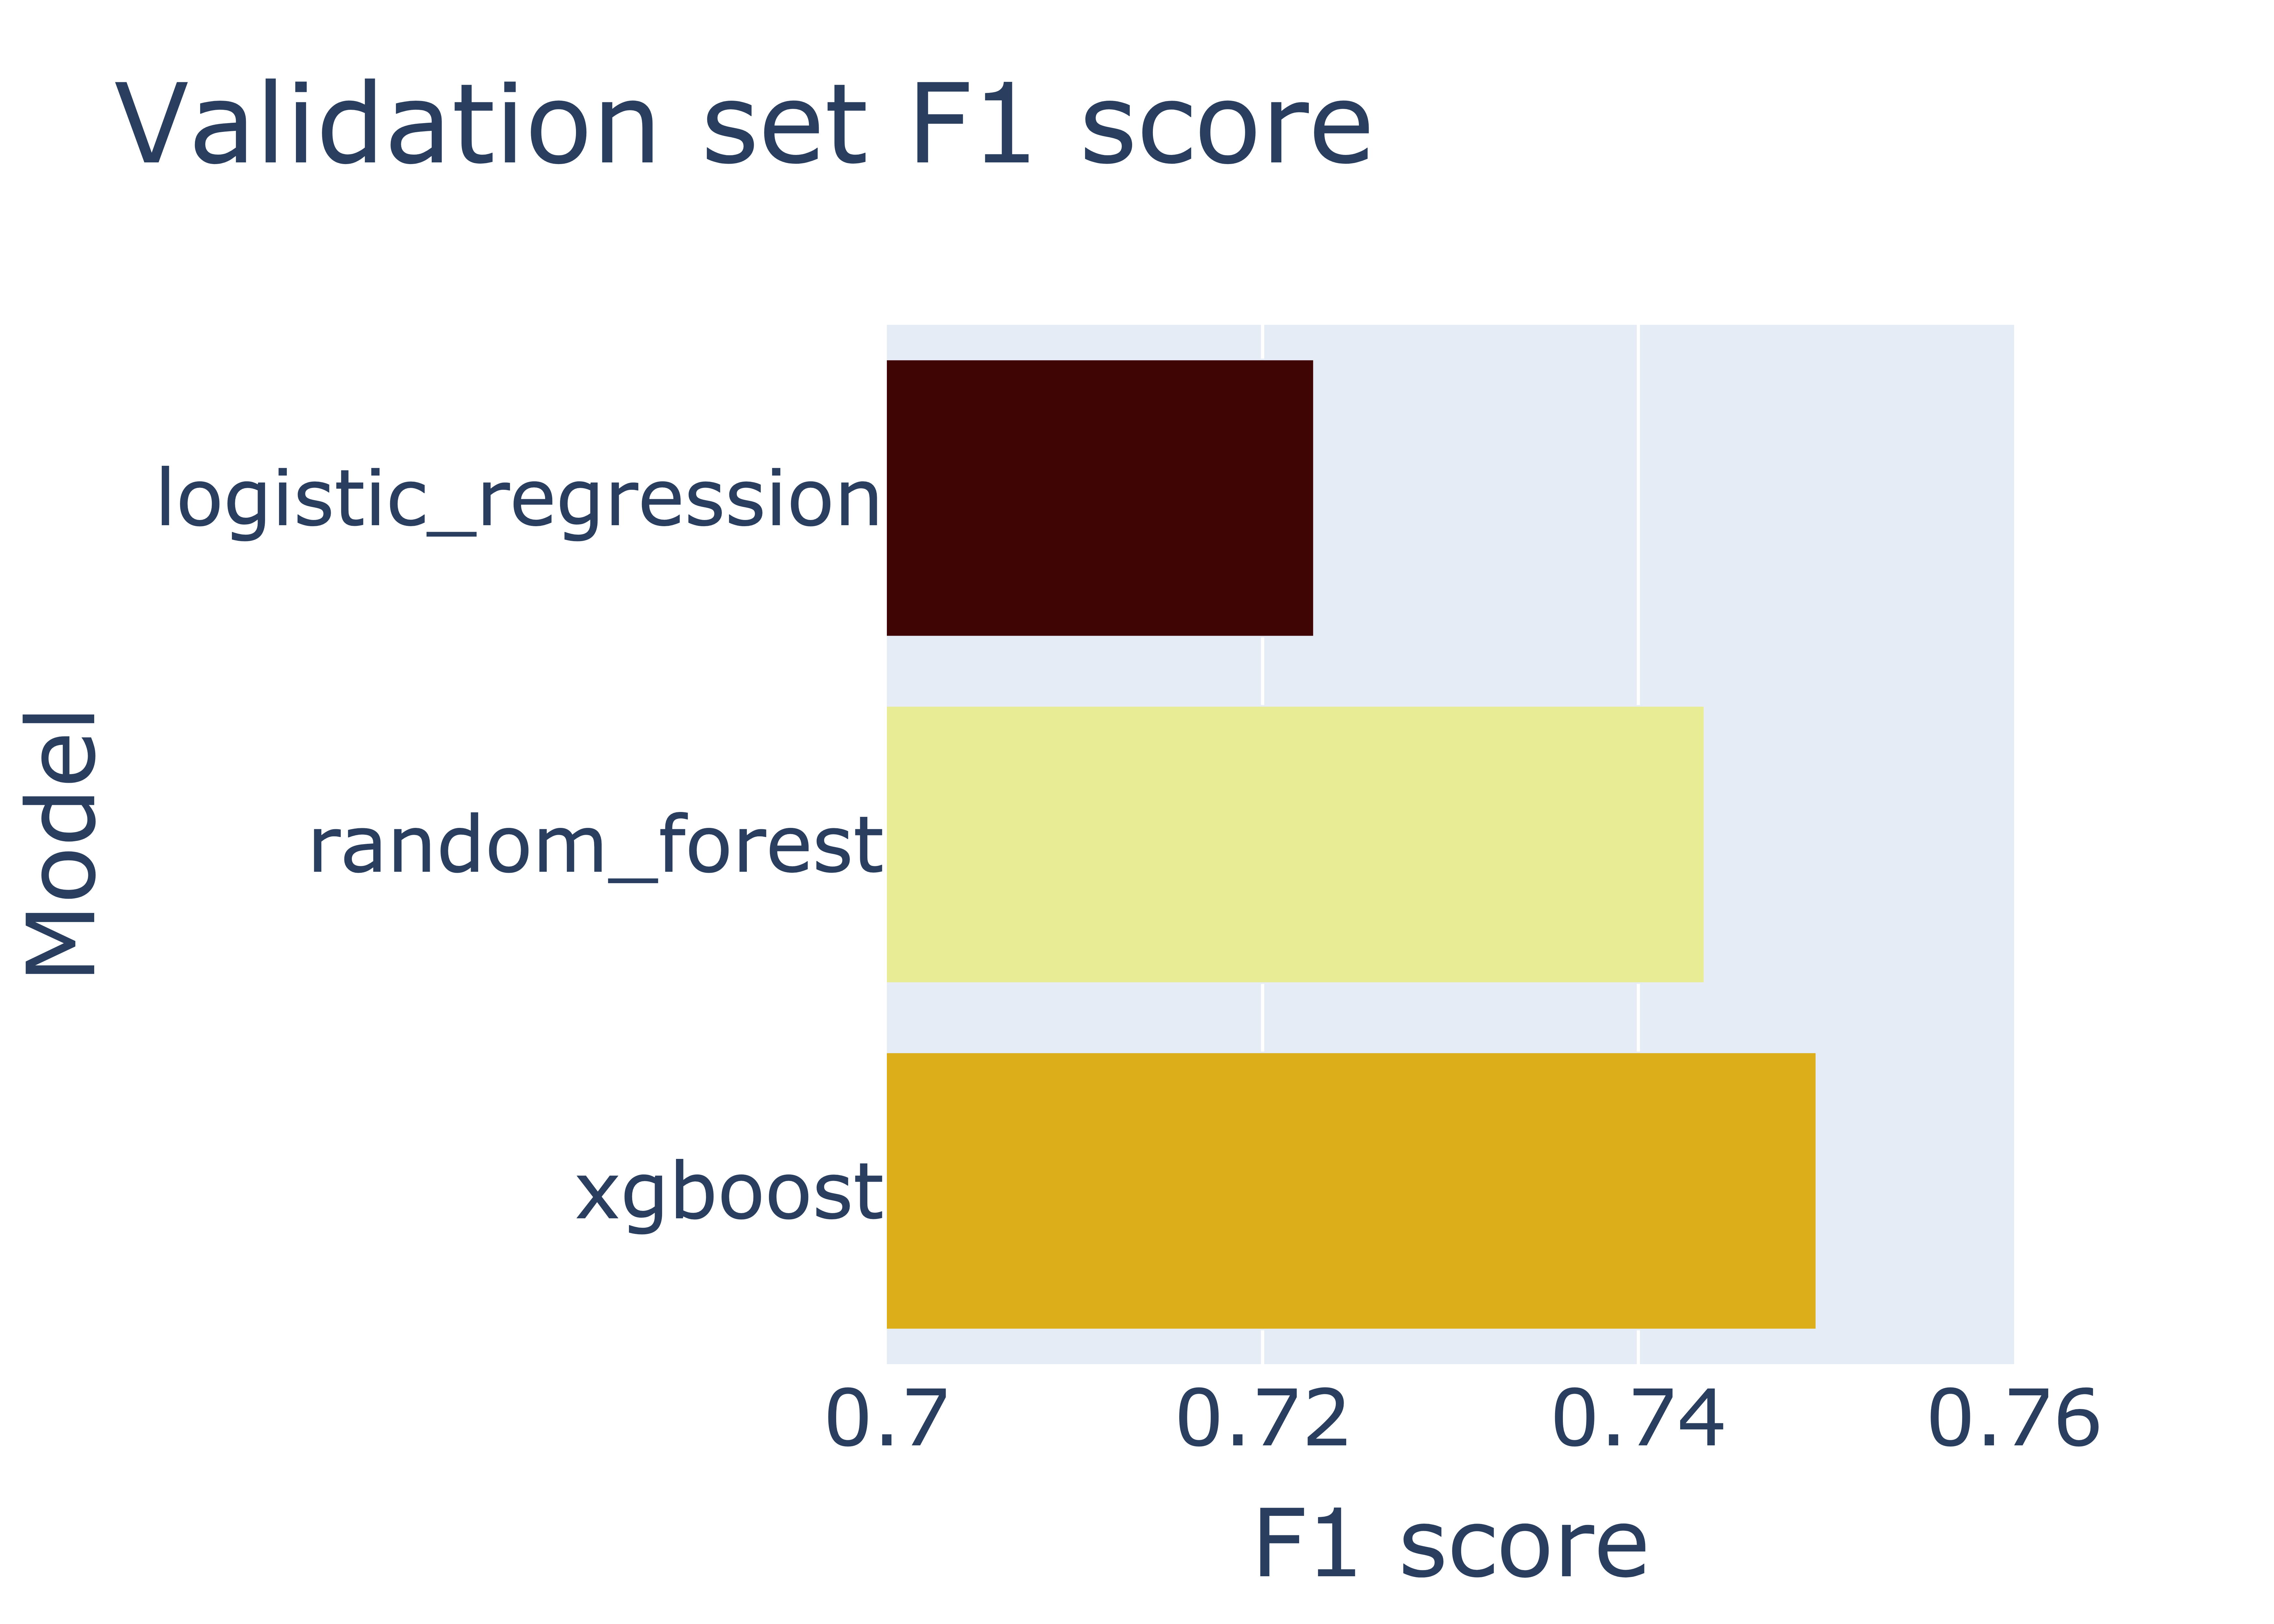 Validation set F1 score
logistic_regression
random_forest
xgboost
Model
0.7 0.72 0.74 0.76
F1 score